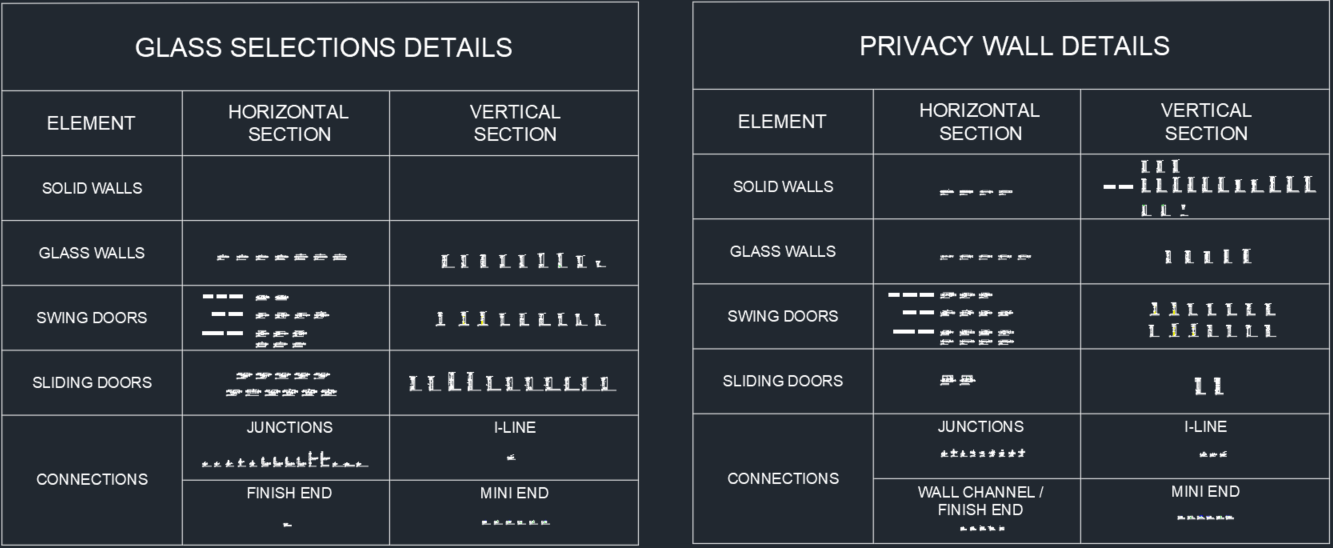 GLASS SELECTIONS DETAILS
ELEMENT
HORIZONTAL
SECTION
VERTICAL
SECTION
SOLID WALLS
GLASS WALLS
SWING DOORS
SLIDING DOORS
CONNECTIONS
JUNCTIONS
I-LINE
FINISH END
MINI END
PRIVACY WALL DETAILS
ELEMENT
HORIZONTAL
SECTION
VERTICAL
SECTION
SOLID WALLS
GLASS WALLS
SWING DOORS
SLIDING DOORS
CONNECTIONS
JUNCTIONS
I-LINE
WALL CHANNEL /
FINISH END
MINI END